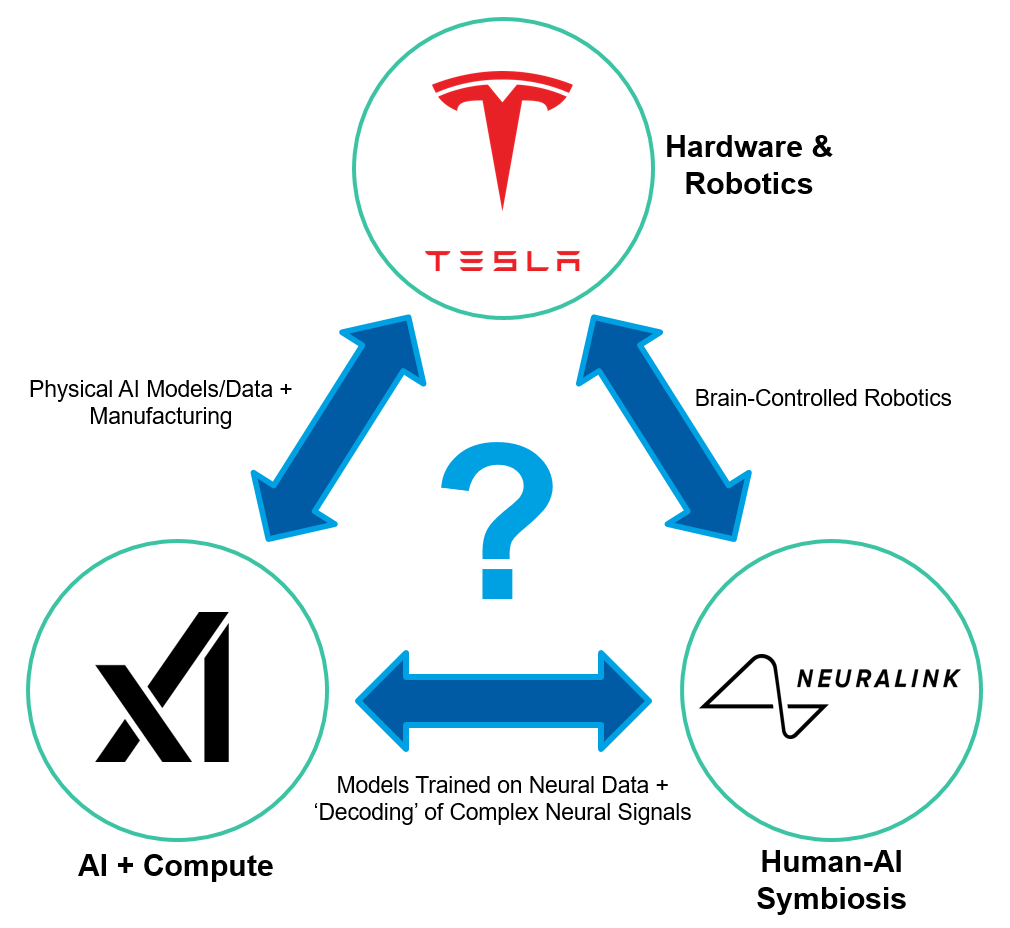 TESLA
Hardware &
Robotics
Physical AI Models/Data +
Manufacturing
Brain-Controlled Robotics
?
xAI
NEURALINK
Models Trained on Neural Data +
‘Decoding’ of Complex Neural Signals
AI + Compute
Human-AI
Symbiosis